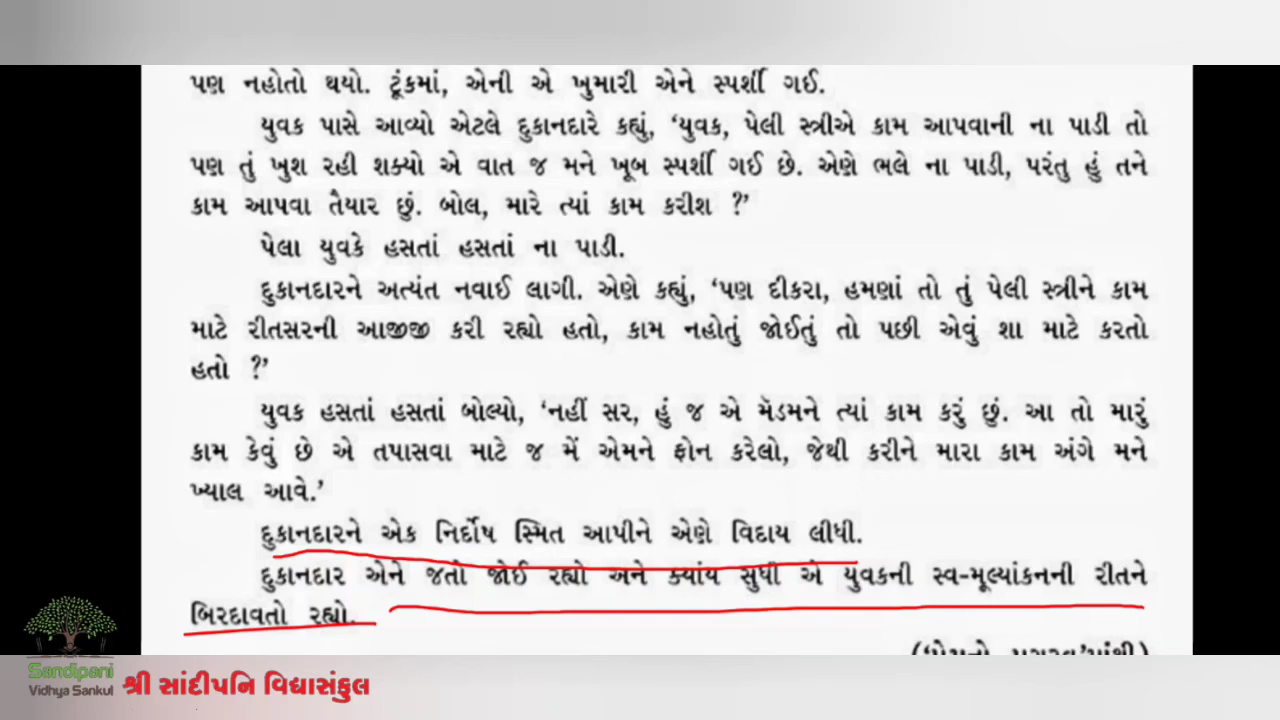 પણ નહોતો થયો. ટૂંકમાં, એની એ ખુમારી એને સ્પર્શી ગઈ.
યુવક પાસે આવ્યો એટલે દુકાનદારે કહ્યું, ‘યુવક, પેલી સ્ત્રીએ કામ આપવાની ના પાડી તો
પણ તું ખુશ રહી શક્યો એ વાત જ મને ખૂબ સ્પર્શી ગઈ છે. એણે ભલે ના પાડી, પરંતુ હું તને
કામ આપવા તૈયાર છું. બોલ, મારે ત્યાં કામ કરીશ ?’
પેલા યુવકે હસતાં હસતાં ના પાડી.
દુકાનદારને અત્યંત નવાઈ લાગી. એણે કહ્યું, ‘પણ દીકરા, હમણાં તો તું પેલી સ્ત્રીને કામ
માટે રીતસરની આજીજી કરી રહ્યો હતો, કામ નહોતું જોઈતું તો પછી એવું શા માટે કરતો
હતો ?’
યુવક હસતાં હસતાં બોલ્યો, ‘નહીં સર, હું જ એ મૅડમને ત્યાં કામ કરું છું. આ તો મારું
કામ કેવું છે એ તપાસવા માટે જ મેં એમને ફોન કરેલો, જેથી કરીને મારા કામ અંગે મને
ખ્યાલ આવે.’
દુકાનદારને એક નિર્દોષ સ્મિત આપીને એણે વિદાય લીધી.
દુકાનદાર એને જતો જોઈ રહ્યો અને ક્યાંય સુધી એ યુવકની સ્વ-મૂલ્યાંકનની રીતને
બિરદાવતો રહ્યો.
Sandipani
Vidhya Sankul
શ્રી સાંદીપનિ વિદ્યાસંકુલ